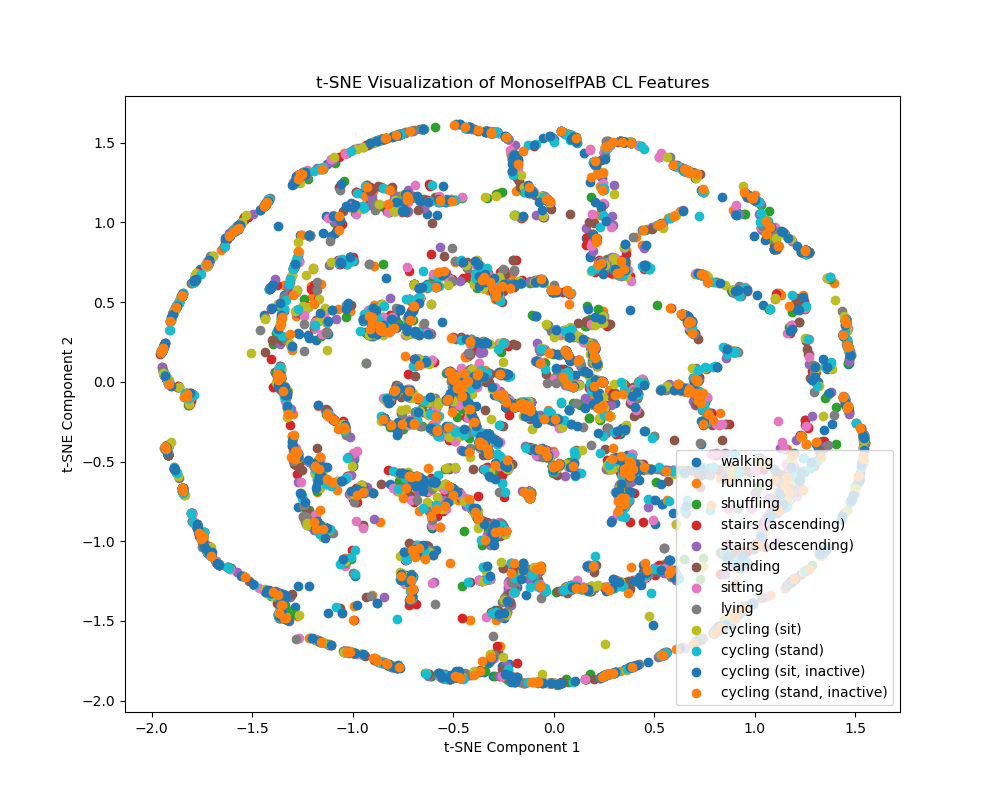 t-SNE Visualization of MonoselfPAB CL Features
t-SNE Component 2
1.5
1.0
0.5
0.0
−0.5
−1.0
−1.5
−2.0
walking
running
shuffling
stairs (ascending)
stairs (descending)
standing
sitting
lying
cycling (sit)
cycling (stand)
cycling (sit, inactive)
cycling (stand, inactive)
−2.0 −1.5 −1.0 −0.5 0.0 0.5 1.0 1.5
t-SNE Component 1